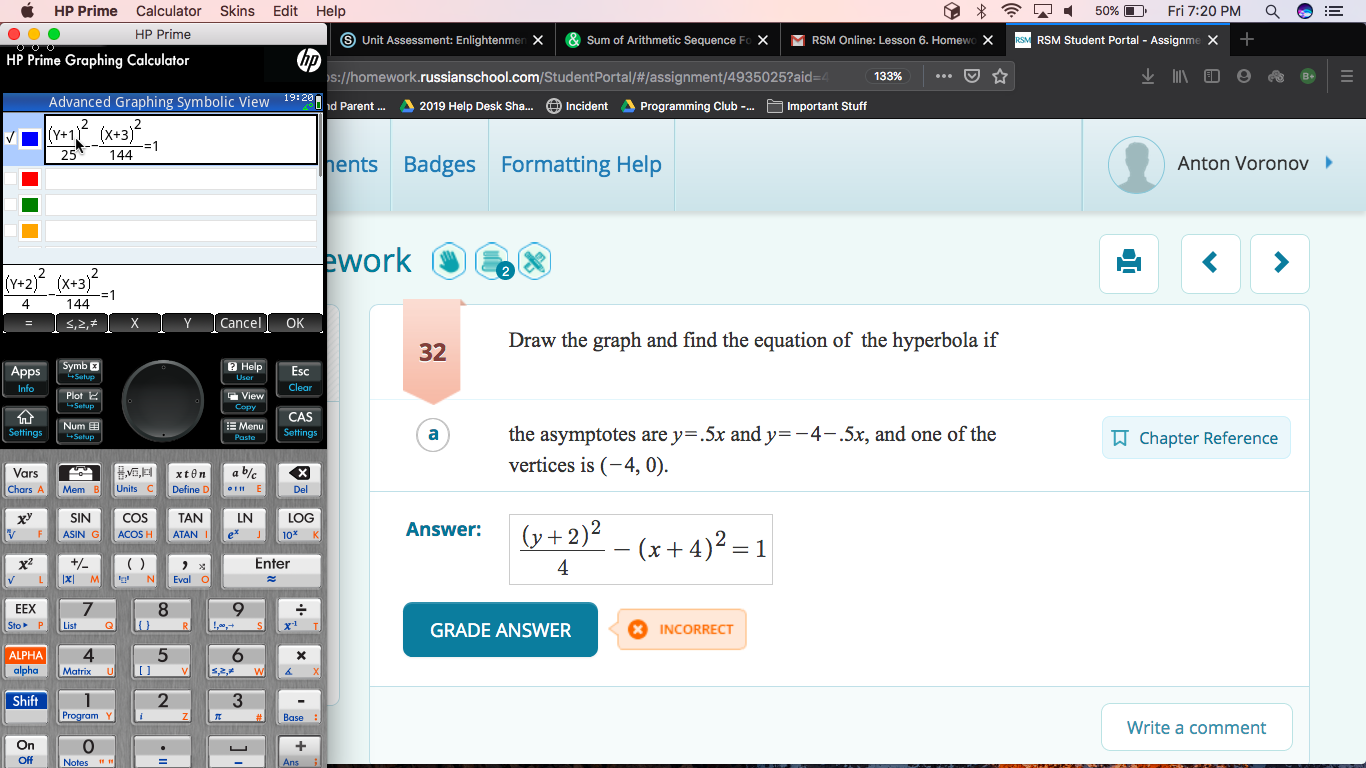 HP Prime Calculator Skins Edit Help 50% Fri 7:20 PM
HP Prime
HP Prime Graphing Calculator
hp
Unit Assessment: Enlightenmen
Sum of Arithmetic Sequence Fo
RSM Online: Lesson 6. Homewo
RSM Student Portal - Assignme
s://homework.russianschool.com/StudentPortal/#/assignment/4935025?aid=4
133%
nd Parent ...
2019 Help Desk Sha...
Incident
Programming Club -...
Important Stuff
Advanced Graphing Symbolic View 19:20
(Y+1)²/25-(X+3)²/144=1
(Y+2)²/4-(X+3)²/144=1
= ≤,≥,≠ X Y Cancel OK
Apps Info
Symb Setup
Help User
Esc Clear
Plot Setup
View Copy
Settings
Num Setup
Menu Paste
CAS Settings
Vars Chars A
Mem B
Units C
x t θ n Define D
a b/c E
Del
xʸ F
SIN ASIN G
COS ACOS H
TAN ATAN I
LN eˣ J
LOG 10ˣ K
x² √ L
+/- |x| M
( ) N
, Eval O
Enter ≈
EEX Sto ▸ P
7 List Q
8 { } R
9 !,∞,→ S
÷ x⁻¹ T
ALPHA alpha
4 Matrix U
5 [ ] V
6 ≤,≥,≠ W
× ∡ X
Shift
1 Program Y
2 i Z
3 π #
- Base :
On Off
0 Notes " "
. =
_
+ Ans ;
nents Badges Formatting Help
Anton Voronov
ework
2
32
Draw the graph and find the equation of the hyperbola if
a
the asymptotes are y=.5x and y=−4−.5x, and one of the
vertices is (−4, 0).
Chapter Reference
Answer:
(y+2)²/4 − (x+4)² = 1
GRADE ANSWER
INCORRECT
Write a comment